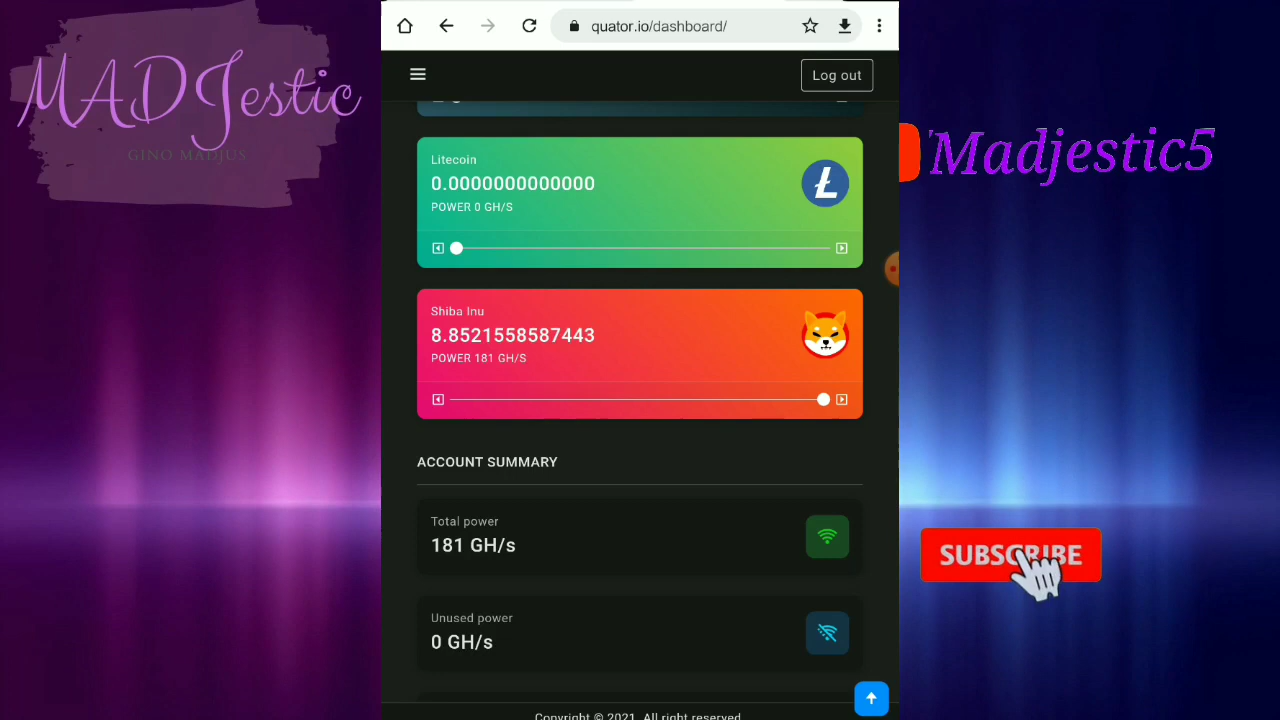 MADJestic
GINO MADJUS
quator.io/dashboard/
Log out
Litecoin
0.0000000000000
POWER 0 GH/S
Shiba Inu
8.8521558587443
POWER 181 GH/S
ACCOUNT SUMMARY
Total power
181 GH/s
Unused power
0 GH/s
Copyright © 2021. All right reserved
Madjestic5
SUBSCRIBE